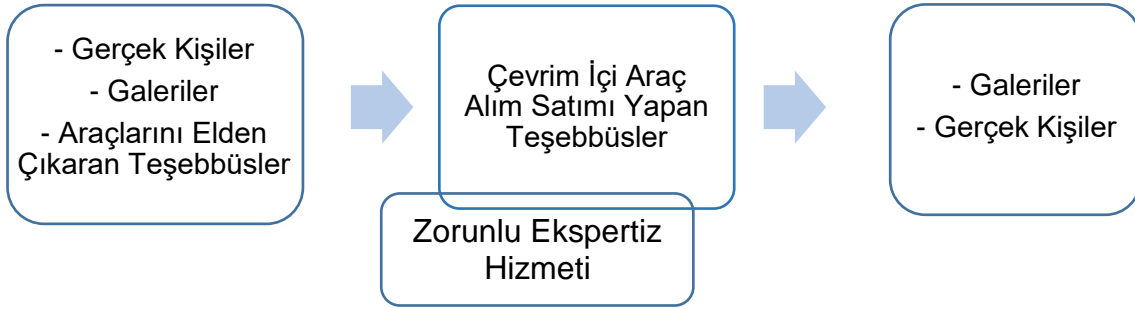 - Gerçek Kişiler
- Galeriler
- Araçlarını Elden
Çıkaran Teşebbüsler
Çevrim İçi Araç
Alım Satımı Yapan
Teşebbüsler
Zorunlu Ekspertiz
Hizmeti
- Galeriler
- Gerçek Kişiler